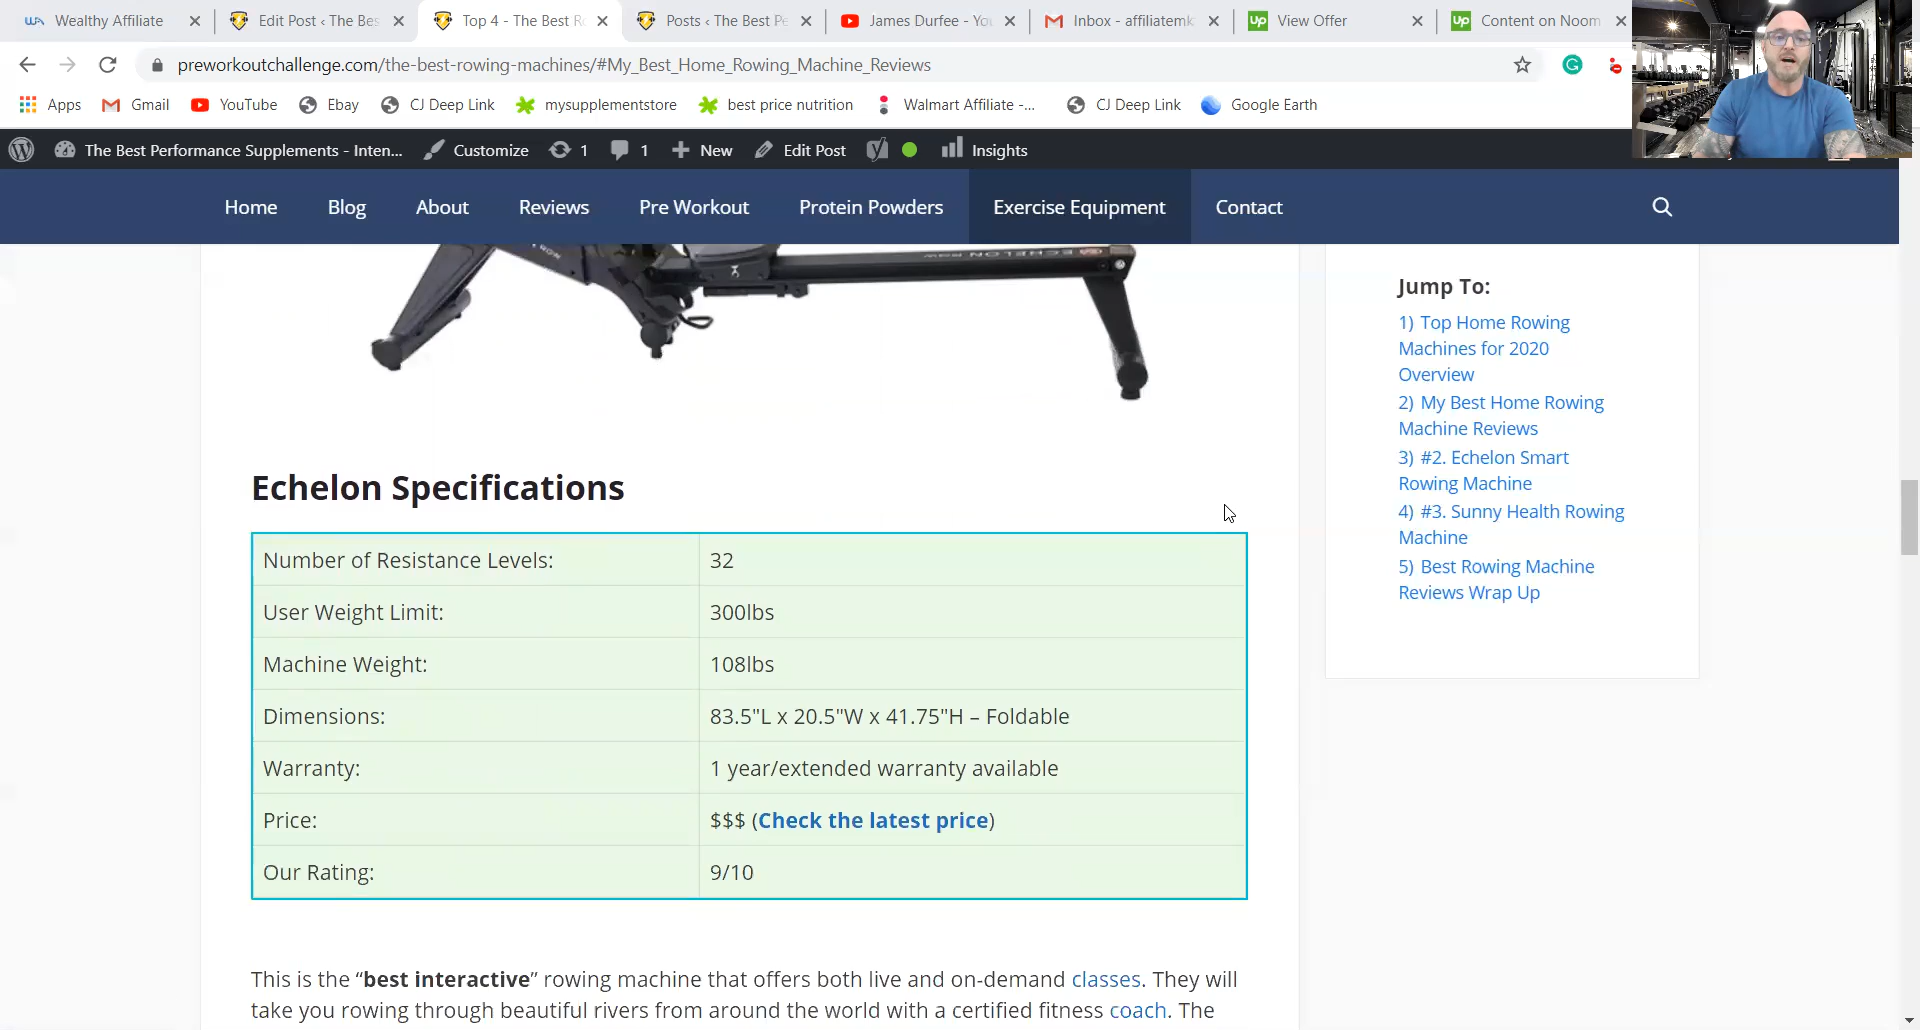 Wealthy Affiliate
Edit Post ‹ The Bes
Top 4 - The Best Ro
Posts ‹ The Best Pe
James Durfee - You
Inbox - affiliatemk
View Offer
Content on Noom
preworkoutchallenge.com/the-best-rowing-machines/#My_Best_Home_Rowing_Machine_Reviews
Apps Gmail YouTube Ebay CJ Deep Link mysupplementstore best price nutrition Walmart Affiliate -... CJ Deep Link Google Earth
The Best Performance Supplements - Inten... Customize 1 1 New Edit Post Insights
Home Blog About Reviews Pre Workout Protein Powders Exercise Equipment Contact
Jump To:
1) Top Home Rowing
Machines for 2020
Overview
2) My Best Home Rowing
Machine Reviews
3) #2. Echelon Smart
Rowing Machine
4) #3. Sunny Health Rowing
Machine
5) Best Rowing Machine
Reviews Wrap Up
Echelon Specifications
Number of Resistance Levels: 32
User Weight Limit: 300lbs
Machine Weight: 108lbs
Dimensions: 83.5"L x 20.5"W x 41.75"H – Foldable
Warranty: 1 year/extended warranty available
Price: $$$ (Check the latest price)
Our Rating: 9/10
This is the “best interactive” rowing machine that offers both live and on-demand classes. They will
take you rowing through beautiful rivers from around the world with a certified fitness coach. The